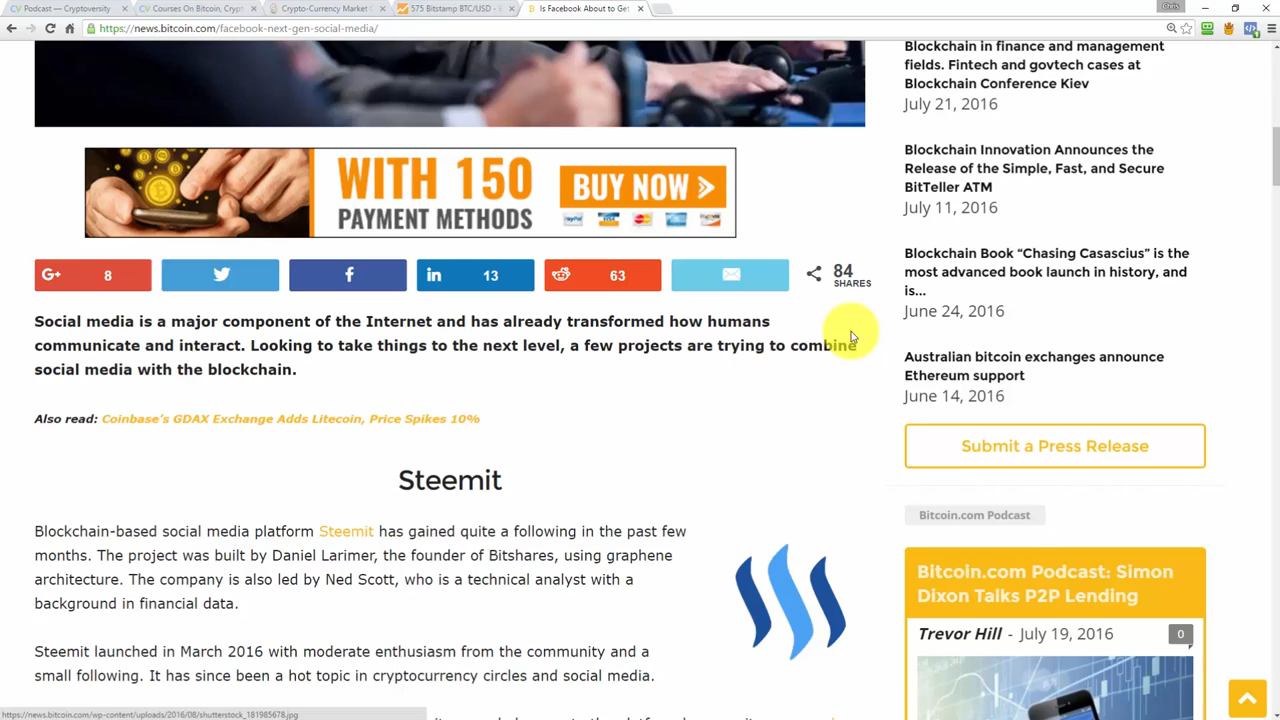 CV Podcast — Cryptoversity
CV Courses On Bitcoin, Crypt
Crypto-Currency Market C
575 Bitstamp BTC/USD -
Is Facebook About to Get
Chris
https://news.bitcoin.com/facebook-next-gen-social-media/
WITH 150
PAYMENT METHODS
BUY NOW >
PayPal
VISA
G+ 8
f
in 13
63
84
SHARES
Social media is a major component of the Internet and has already transformed how humans
communicate and interact. Looking to take things to the next level, a few projects are trying to combine
social media with the blockchain.
Also read: Coinbase's GDAX Exchange Adds Litecoin, Price Spikes 10%
Steemit
Blockchain-based social media platform Steemit has gained quite a following in the past few
months. The project was built by Daniel Larimer, the founder of Bitshares, using graphene
architecture. The company is also led by Ned Scott, who is a technical analyst with a
background in financial data.
Steemit launched in March 2016 with moderate enthusiasm from the community and a
small following. It has since been a hot topic in cryptocurrency circles and social media.
Blockchain in finance and management
fields. Fintech and govtech cases at
Blockchain Conference Kiev
July 21, 2016
Blockchain Innovation Announces the
Release of the Simple, Fast, and Secure
BitTeller ATM
July 11, 2016
Blockchain Book “Chasing Casascius” is the
most advanced book launch in history, and
is...
June 24, 2016
Australian bitcoin exchanges announce
Ethereum support
June 14, 2016
Submit a Press Release
Bitcoin.com Podcast
Bitcoin.com Podcast: Simon
Dixon Talks P2P Lending
Trevor Hill - July 19, 2016
0
https://news.bitcoin.com/wp-content/uploads/2016/08/shutterstock_181985678.jpg